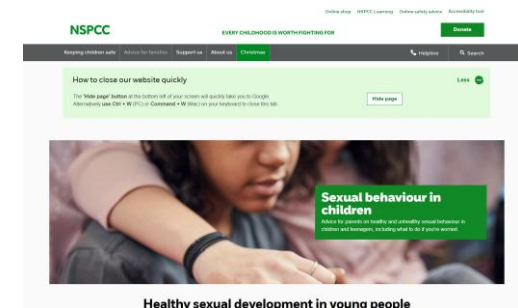 Online shop NSPCC Learning Online safety advice Accessibility tool
NSPCC
EVERY CHILDHOOD IS WORTH FIGHTING FOR
Donate
Keeping children safe Advice for families Support us About us Christmas Helpline Search
How to close our website quickly
Less
The 'Hide page' button at the bottom left of your screen will quickly take you to Google.
Alternatively use Ctrl + W (PC) or Command + W (Mac) on your keyboard to close this tab.
Hide page
Sexual behaviour in
children
Advice for parents on healthy and unhealthy sexual behaviour in
children and teenagers, including what to do if you're worried.
Healthy sexual development in young people